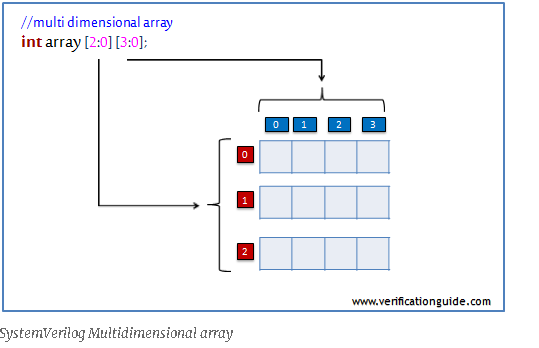 //multi dimensional array
int array [2:0] [3:0];
0 1 2 3
0
1
2
www.verificationguide.com
SystemVerilog Multidimensional array